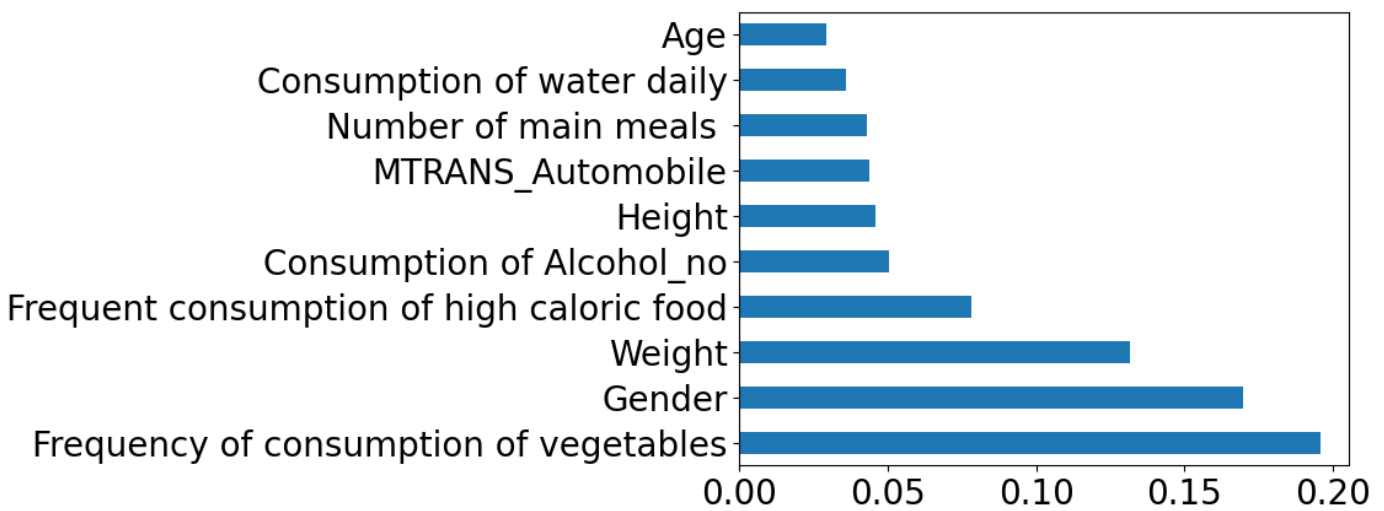 Age
Consumption of water daily
Number of main meals
MTRANS_Automobile
Height
Consumption of Alcohol_no
Frequent consumption of high caloric food
Weight
Gender
Frequency of consumption of vegetables
0.00 0.05 0.10 0.15 0.20